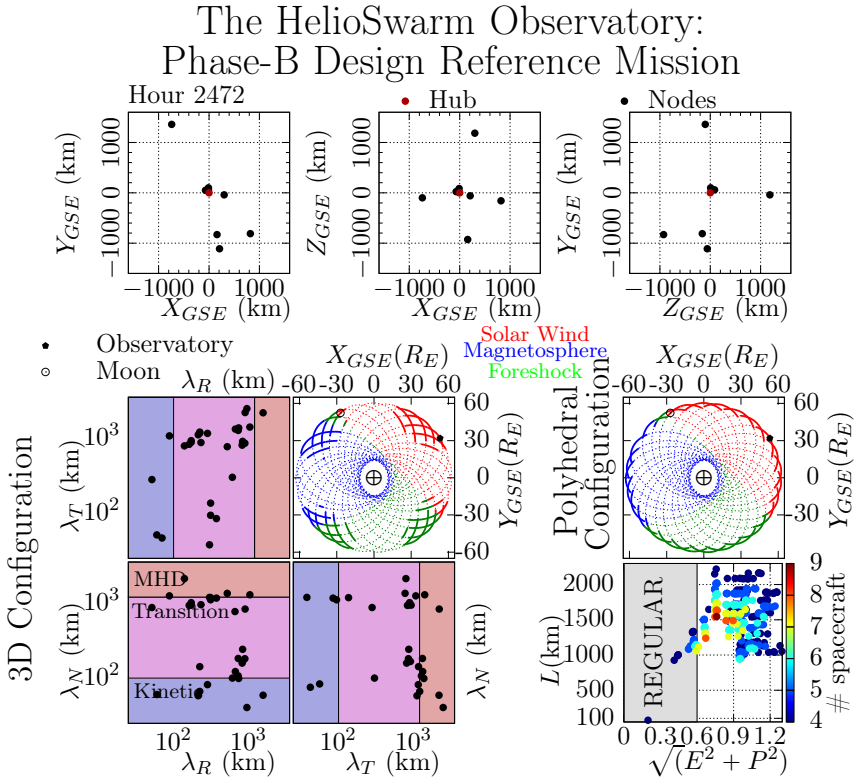 The HelioSwarm Observatory:
Phase-B Design Reference Mission
Hour 2472
Hub
Nodes
Y_GSE (km)
1000
0
−1000
−1000 0 1000
X_GSE (km)
Z_GSE (km)
1000
0
−1000
−1000 0 1000
X_GSE (km)
Y_GSE (km)
1000
0
−1000
−1000 0 1000
Z_GSE (km)
Observatory
Moon
Solar Wind
Magnetosphere
Foreshock
3D Configuration
λ_R (km)
λ_T (km)
10^3
10^2
X_GSE(R_E)
-60 -30 0 30 60
Y_GSE(R_E)
60
30
0
-30
-60
Polyhedral
Configuration
X_GSE(R_E)
-60 -30 0 30 60
Y_GSE(R_E)
30
0
-30
MHD
Transition
Kinetic
λ_N (km)
10^3
10^2
10^2 10^3
λ_R (km)
10^2 10^3
λ_T (km)
λ_N (km)
REGULAR
L(km)
2000
1500
1000
500
100
0 0.3 0.6 0.9 1.2
√(E^2 + P^2)
# spacecraft
9
8
7
6
5
4